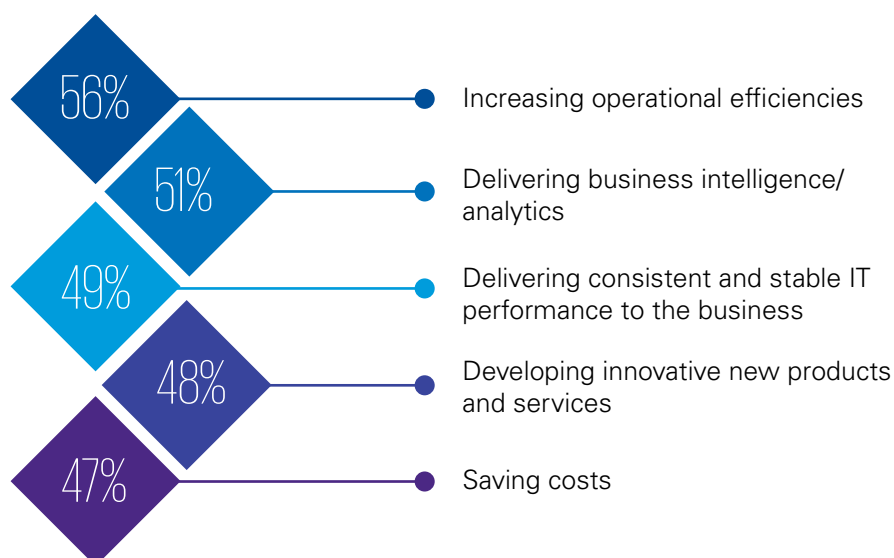 56%
Increasing operational efficiencies
51%
Delivering business intelligence/
analytics
49%
Delivering consistent and stable IT
performance to the business
48%
Developing innovative new products
and services
47%
Saving costs